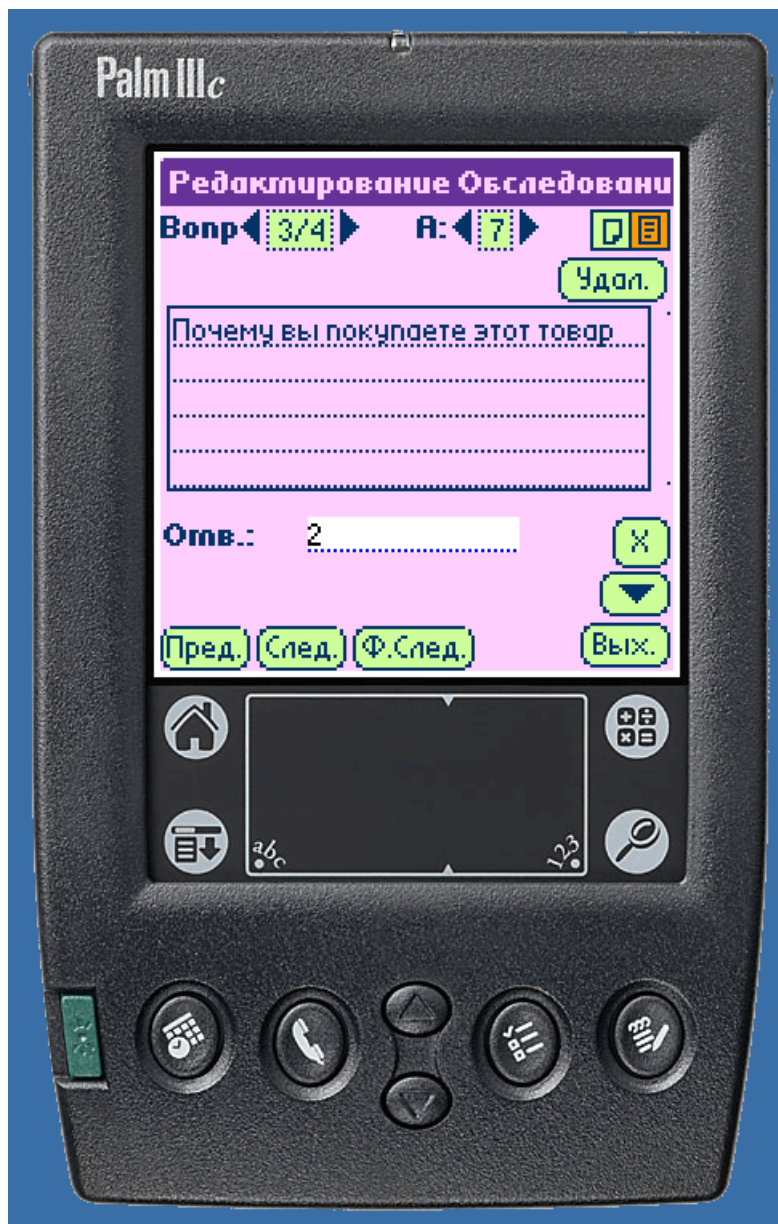 Palm IIIc
Редактирование Обследовани
Вопр 3/4 А: 7
Удал.
Почему вы покупаете этот товар
Отв.: 2
X
Пред. След. Ф.След. Вых.
abc 123